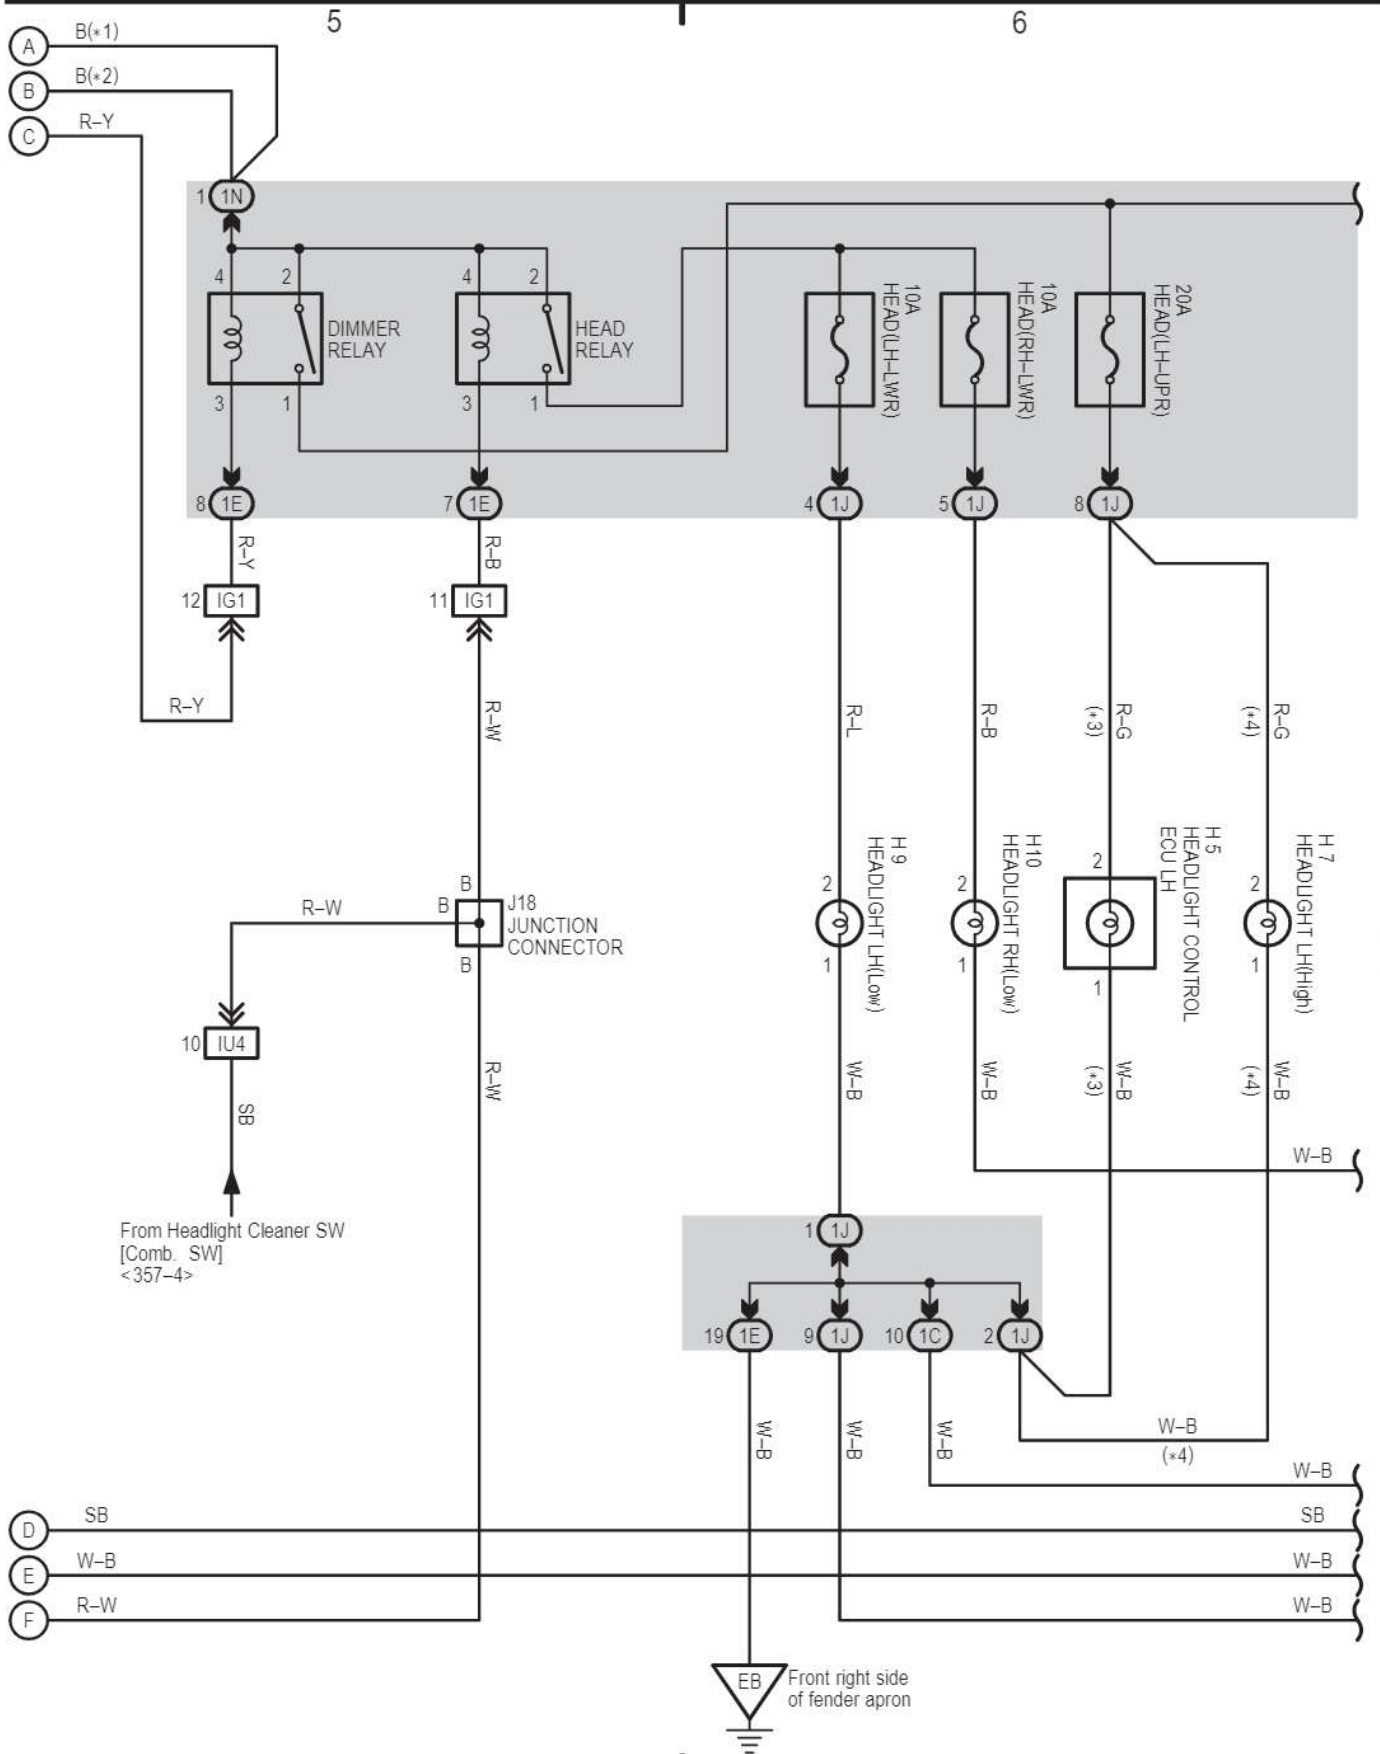 5
6
A
B(*1)
B
B(*2)
C
R–Y
1
1N
4
2
4
2
DIMMER
RELAY
HEAD
RELAY
10A
HEAD(LH–LWR)
10A
HEAD(RH–LWR)
20A
HEAD(LH–UPR)
3
1
3
1
8
1E
7
1E
4
1J
5
1J
8
1J
R–Y
R–B
12
IG1
11
IG1
R–Y
R–W
R–L
R–B
(*3)
R–G
(*4)
R–G
H 9
HEADLIGHT LH(Low)
H10
HEADLIGHT RH(Low)
H 5
HEADLIGHT CONTROL
ECU LH
H 7
HEADLIGHT LH(High)
2
2
2
2
1
1
1
1
R–W
B
B
B
J18
JUNCTION
CONNECTOR
10
IU4
SB
R–W
W–B
W–B
(*3)
W–B
(*4)
W–B
W–B
From Headlight Cleaner SW
[Comb. SW]
<357–4>
1
1J
19
1E
9
1J
10
1C
2
1J
W–B
W–B
W–B
W–B
(*4)
W–B
D
SB
SB
E
W–B
W–B
F
R–W
W–B
EB
Front right side
of fender apron